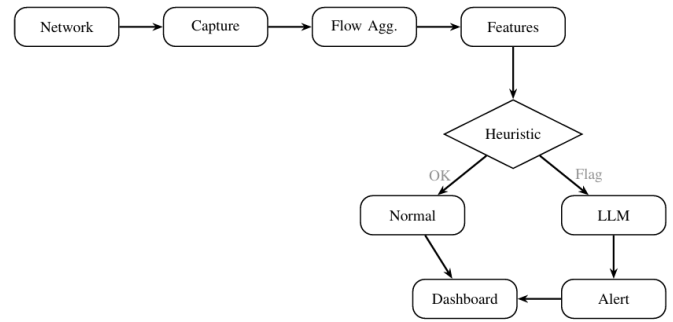 Network
Capture
Flow Agg.
Features
Heuristic
OK
Flag
Normal
LLM
Dashboard
Alert